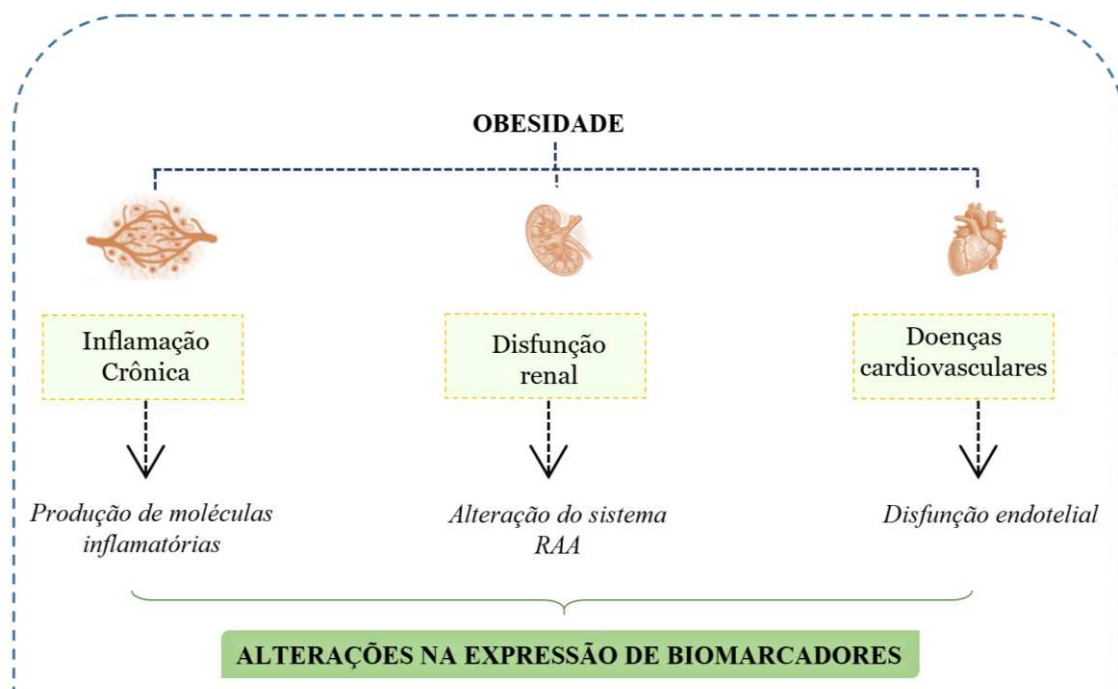 OBESIDADE
Inflamação
Crônica
Disfunção
renal
Doenças
cardiovasculares
Produção de moléculas
inflamatórias
Alteração do sistema
RAA
Disfunção endotelial
ALTERAÇÕES NA EXPRESSÃO DE BIOMARCADORES